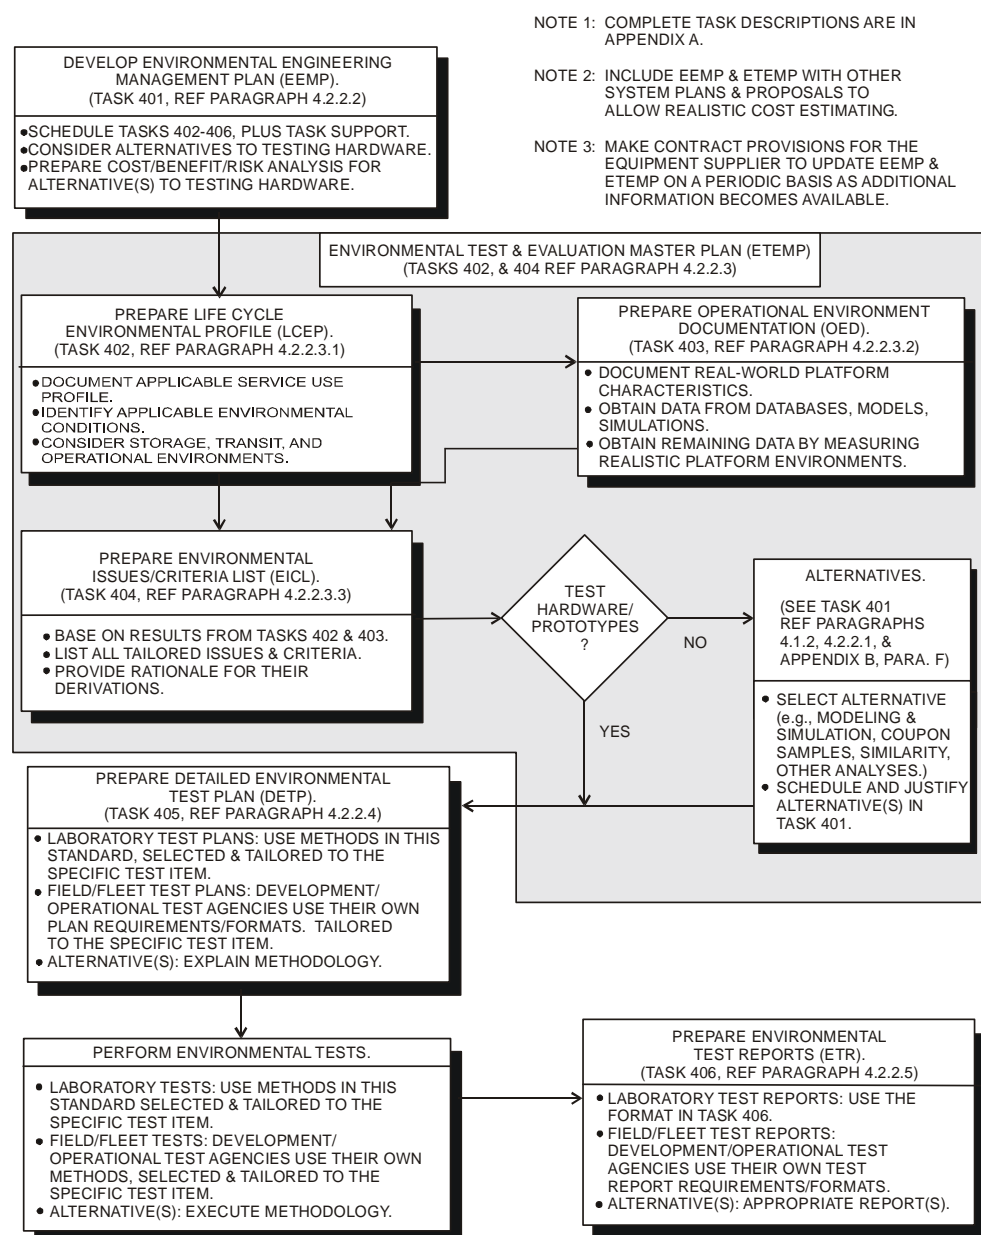 NOTE 1: COMPLETE TASK DESCRIPTIONS ARE IN
APPENDIX A.
NOTE 2: INCLUDE EEMP & ETEMP WITH OTHER
SYSTEM PLANS & PROPOSALS TO
ALLOW REALISTIC COST ESTIMATING.
NOTE 3: MAKE CONTRACT PROVISIONS FOR THE
EQUIPMENT SUPPLIER TO UPDATE EEMP &
ETEMP ON A PERIODIC BASIS AS ADDITIONAL
INFORMATION BECOMES AVAILABLE.
DEVELOP ENVIRONMENTAL ENGINEERING
MANAGEMENT PLAN (EEMP).
(TASK 401, REF PARAGRAPH 4.2.2.2)
●SCHEDULE TASKS 402-406, PLUS TASK SUPPORT.
●CONSIDER ALTERNATIVES TO TESTING HARDWARE.
●PREPARE COST/BENEFIT/RISK ANALYSIS FOR
ALTERNATIVE(S) TO TESTING HARDWARE.
ENVIRONMENTAL TEST & EVALUATION MASTER PLAN (ETEMP)
(TASKS 402, & 404 REF PARAGRAPH 4.2.2.3)
PREPARE LIFE CYCLE
ENVIRONMENTAL PROFILE (LCEP).
(TASK 402, REF PARAGRAPH 4.2.2.3.1)
●DOCUMENT APPLICABLE SERVICE USE
PROFILE.
●IDENTIFY APPLICABLE ENVIRONMENTAL
CONDITIONS.
●CONSIDER STORAGE, TRANSIT, AND
OPERATIONAL ENVIRONMENTS.
PREPARE OPERATIONAL ENVIRONMENT
DOCUMENTATION (OED).
(TASK 403, REF PARAGRAPH 4.2.2.3.2)
● DOCUMENT REAL-WORLD PLATFORM
CHARACTERISTICS.
● OBTAIN DATA FROM DATABASES, MODELS,
SIMULATIONS.
● OBTAIN REMAINING DATA BY MEASURING
REALISTIC PLATFORM ENVIRONMENTS.
PREPARE ENVIRONMENTAL
ISSUES/CRITERIA LIST (EICL).
(TASK 404, REF PARAGRAPH 4.2.2.3.3)
● BASE ON RESULTS FROM TASKS 402 & 403.
● LIST ALL TAILORED ISSUES & CRITERIA.
● PROVIDE RATIONALE FOR THEIR
DERIVATIONS.
TEST
HARDWARE/
PROTOTYPES
?
NO
YES
ALTERNATIVES.
(SEE TASK 401
REF PARAGRAPHS
4.1.2, 4.2.2.1, &
APPENDIX B, PARA. F)
● SELECT ALTERNATIVE
(e.g., MODELING &
SIMULATION, COUPON
SAMPLES, SIMILARITY,
OTHER ANALYSES.)
● SCHEDULE AND JUSTIFY
ALTERNATIVE(S) IN
TASK 401.
PREPARE DETAILED ENVIRONMENTAL
TEST PLAN (DETP).
(TASK 405, REF PARAGRAPH 4.2.2.4)
● LABORATORY TEST PLANS: USE METHODS IN THIS
STANDARD, SELECTED & TAILORED TO THE
SPECIFIC TEST ITEM.
● FIELD/FLEET TEST PLANS: DEVELOPMENT/
OPERATIONAL TEST AGENCIES USE THEIR OWN
PLAN REQUIREMENTS/FORMATS. TAILORED
TO THE SPECIFIC TEST ITEM.
● ALTERNATIVE(S): EXPLAIN METHODOLOGY.
PERFORM ENVIRONMENTAL TESTS.
● LABORATORY TESTS: USE METHODS IN THIS
STANDARD SELECTED & TAILORED TO THE
SPECIFIC TEST ITEM.
● FIELD/FLEET TESTS: DEVELOPMENT/
OPERATIONAL TEST AGENCIES USE THEIR OWN
METHODS, SELECTED & TAILORED TO THE
SPECIFIC TEST ITEM.
● ALTERNATIVE(S): EXECUTE METHODOLOGY.
PREPARE ENVIRONMENTAL
TEST REPORTS (ETR).
(TASK 406, REF PARAGRAPH 4.2.2.5)
● LABORATORY TEST REPORTS: USE THE
FORMAT IN TASK 406.
● FIELD/FLEET TEST REPORTS:
DEVELOPMENT/OPERATIONAL TEST
AGENCIES USE THEIR OWN TEST
REPORT REQUIREMENTS/FORMATS.
● ALTERNATIVE(S): APPROPRIATE REPORT(S).